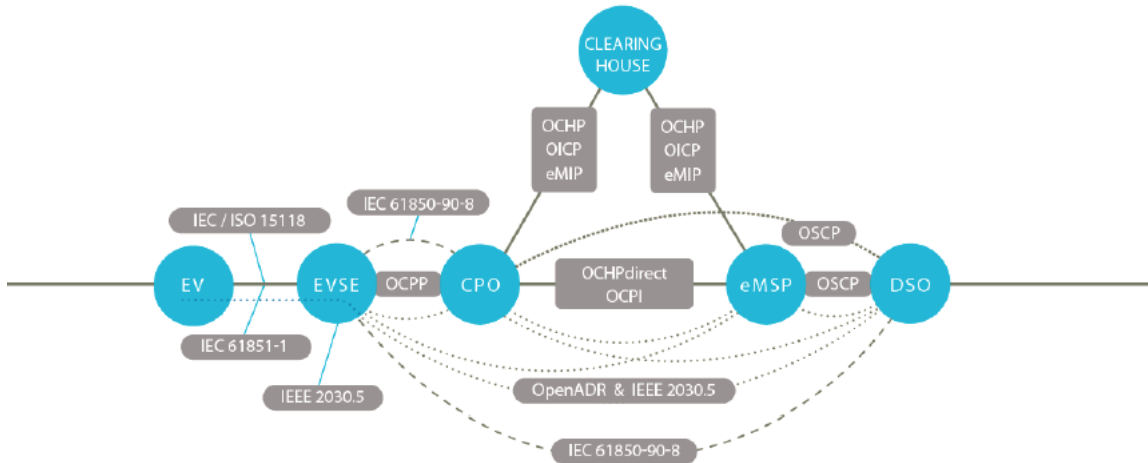 CLEARING
HOUSE
OCHP
OICP
eMIP
OCHP
OICP
eMIP
IEC 61850-90-8
IEC / ISO 15118
OSCP
EV
EVSE
OCPP
CPO
OCHPdirect
OCPI
eMSP
OSCP
DSO
IEC 61851-1
IEEE 2030.5
OpenADR & IEEE 2030.5
IEC 61850-90-8